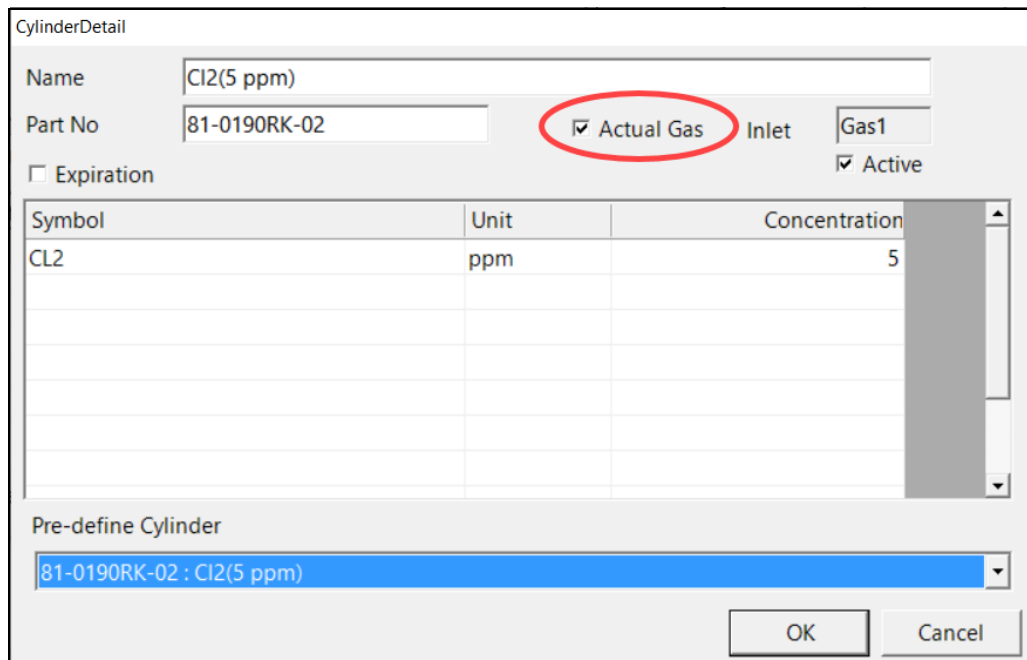 CylinderDetail
Name Cl2(5 ppm)
Part No 81-0190RK-02 Actual Gas Inlet Gas1
Expiration Active
Symbol Unit Concentration
CL2 ppm 5
Pre-define Cylinder
81-0190RK-02 : Cl2(5 ppm)
OK Cancel